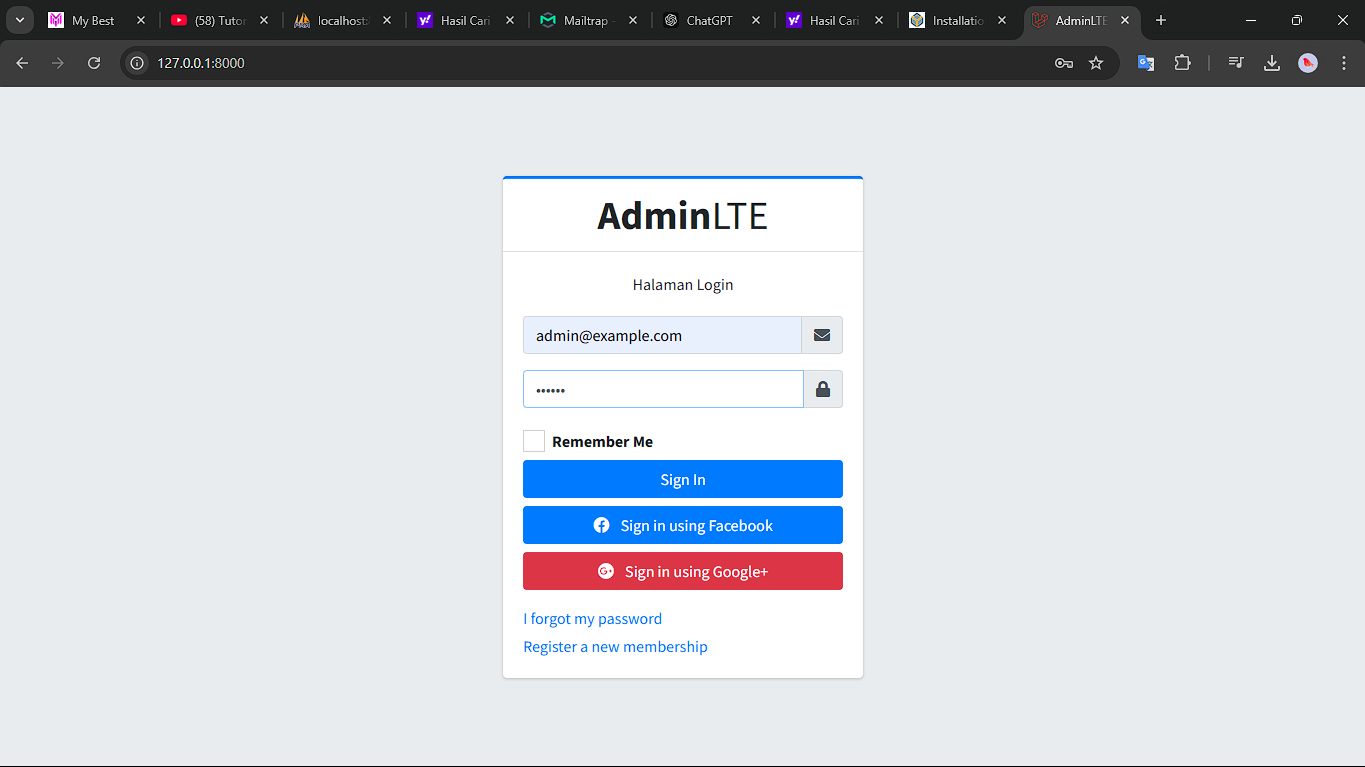 My Best
(58) Tutor
localhost:
Hasil Cari
Mailtrap -
ChatGPT
Hasil Cari
Installatio
AdminLTE
127.0.0.1:8000
AdminLTE
Halaman Login
admin@example.com
••••••
Remember Me
Sign In
Sign in using Facebook
Sign in using Google+
I forgot my password
Register a new membership